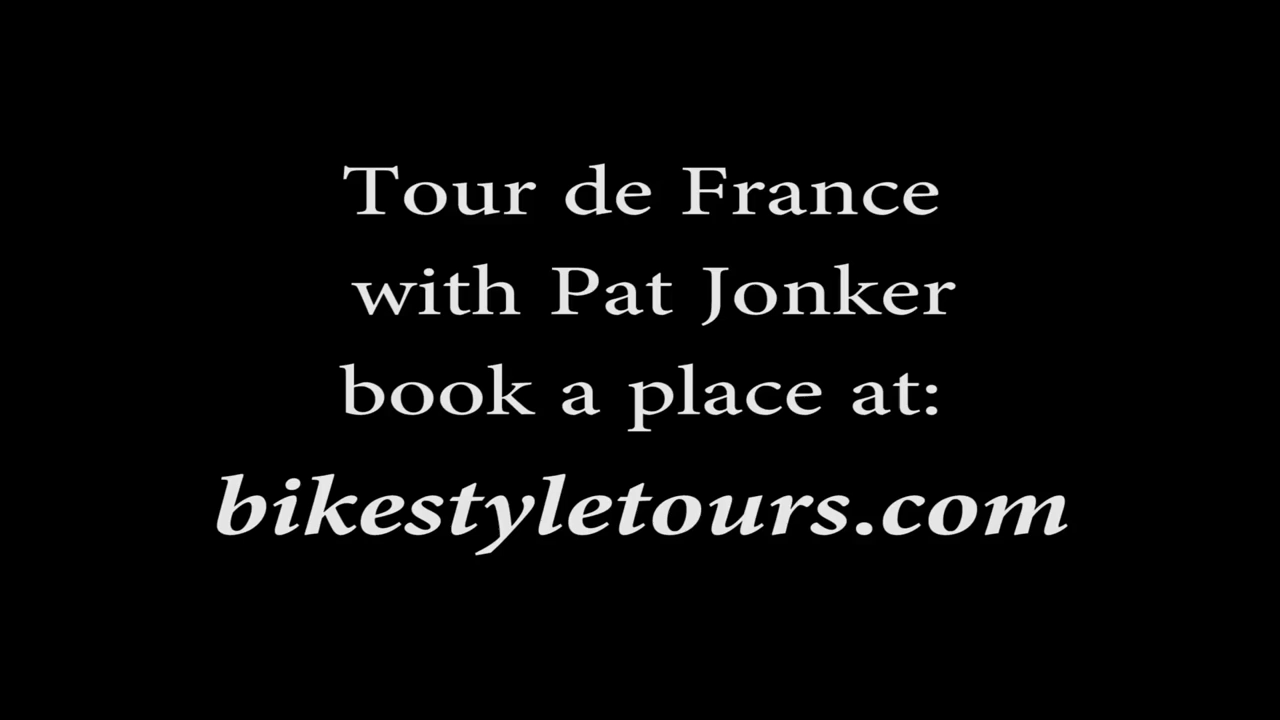 Tour de France
with Pat Jonker
book a place at:
bikestyletours.com